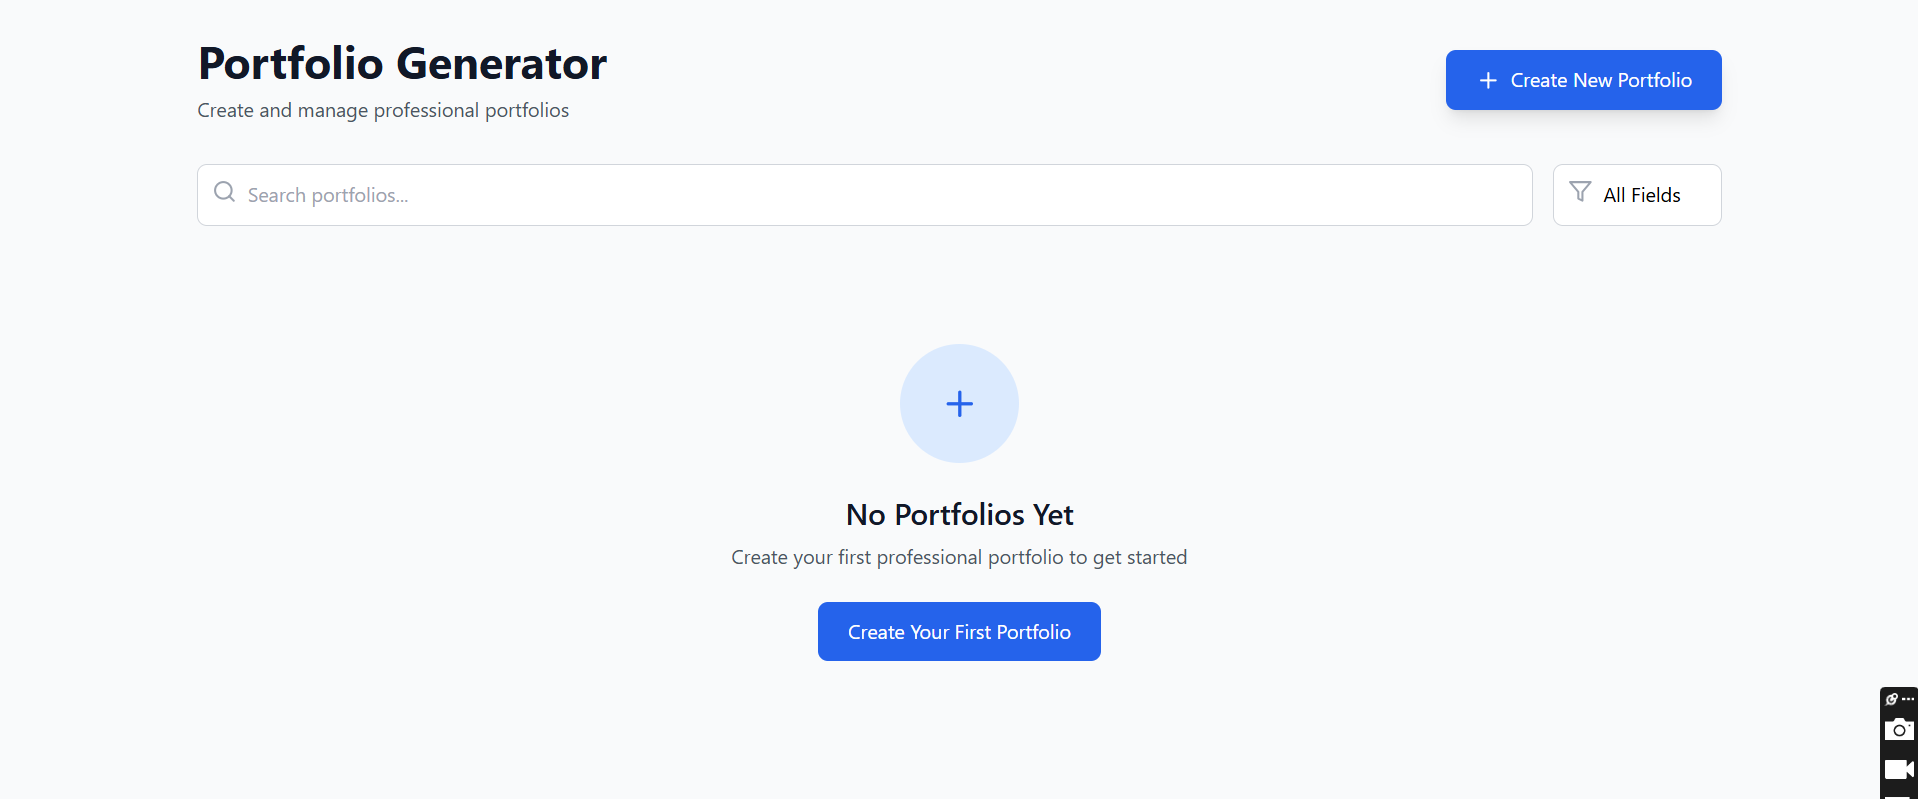 Portfolio Generator
Create and manage professional portfolios
Create New Portfolio
Search portfolios...
All Fields
No Portfolios Yet
Create your first professional portfolio to get started
Create Your First Portfolio